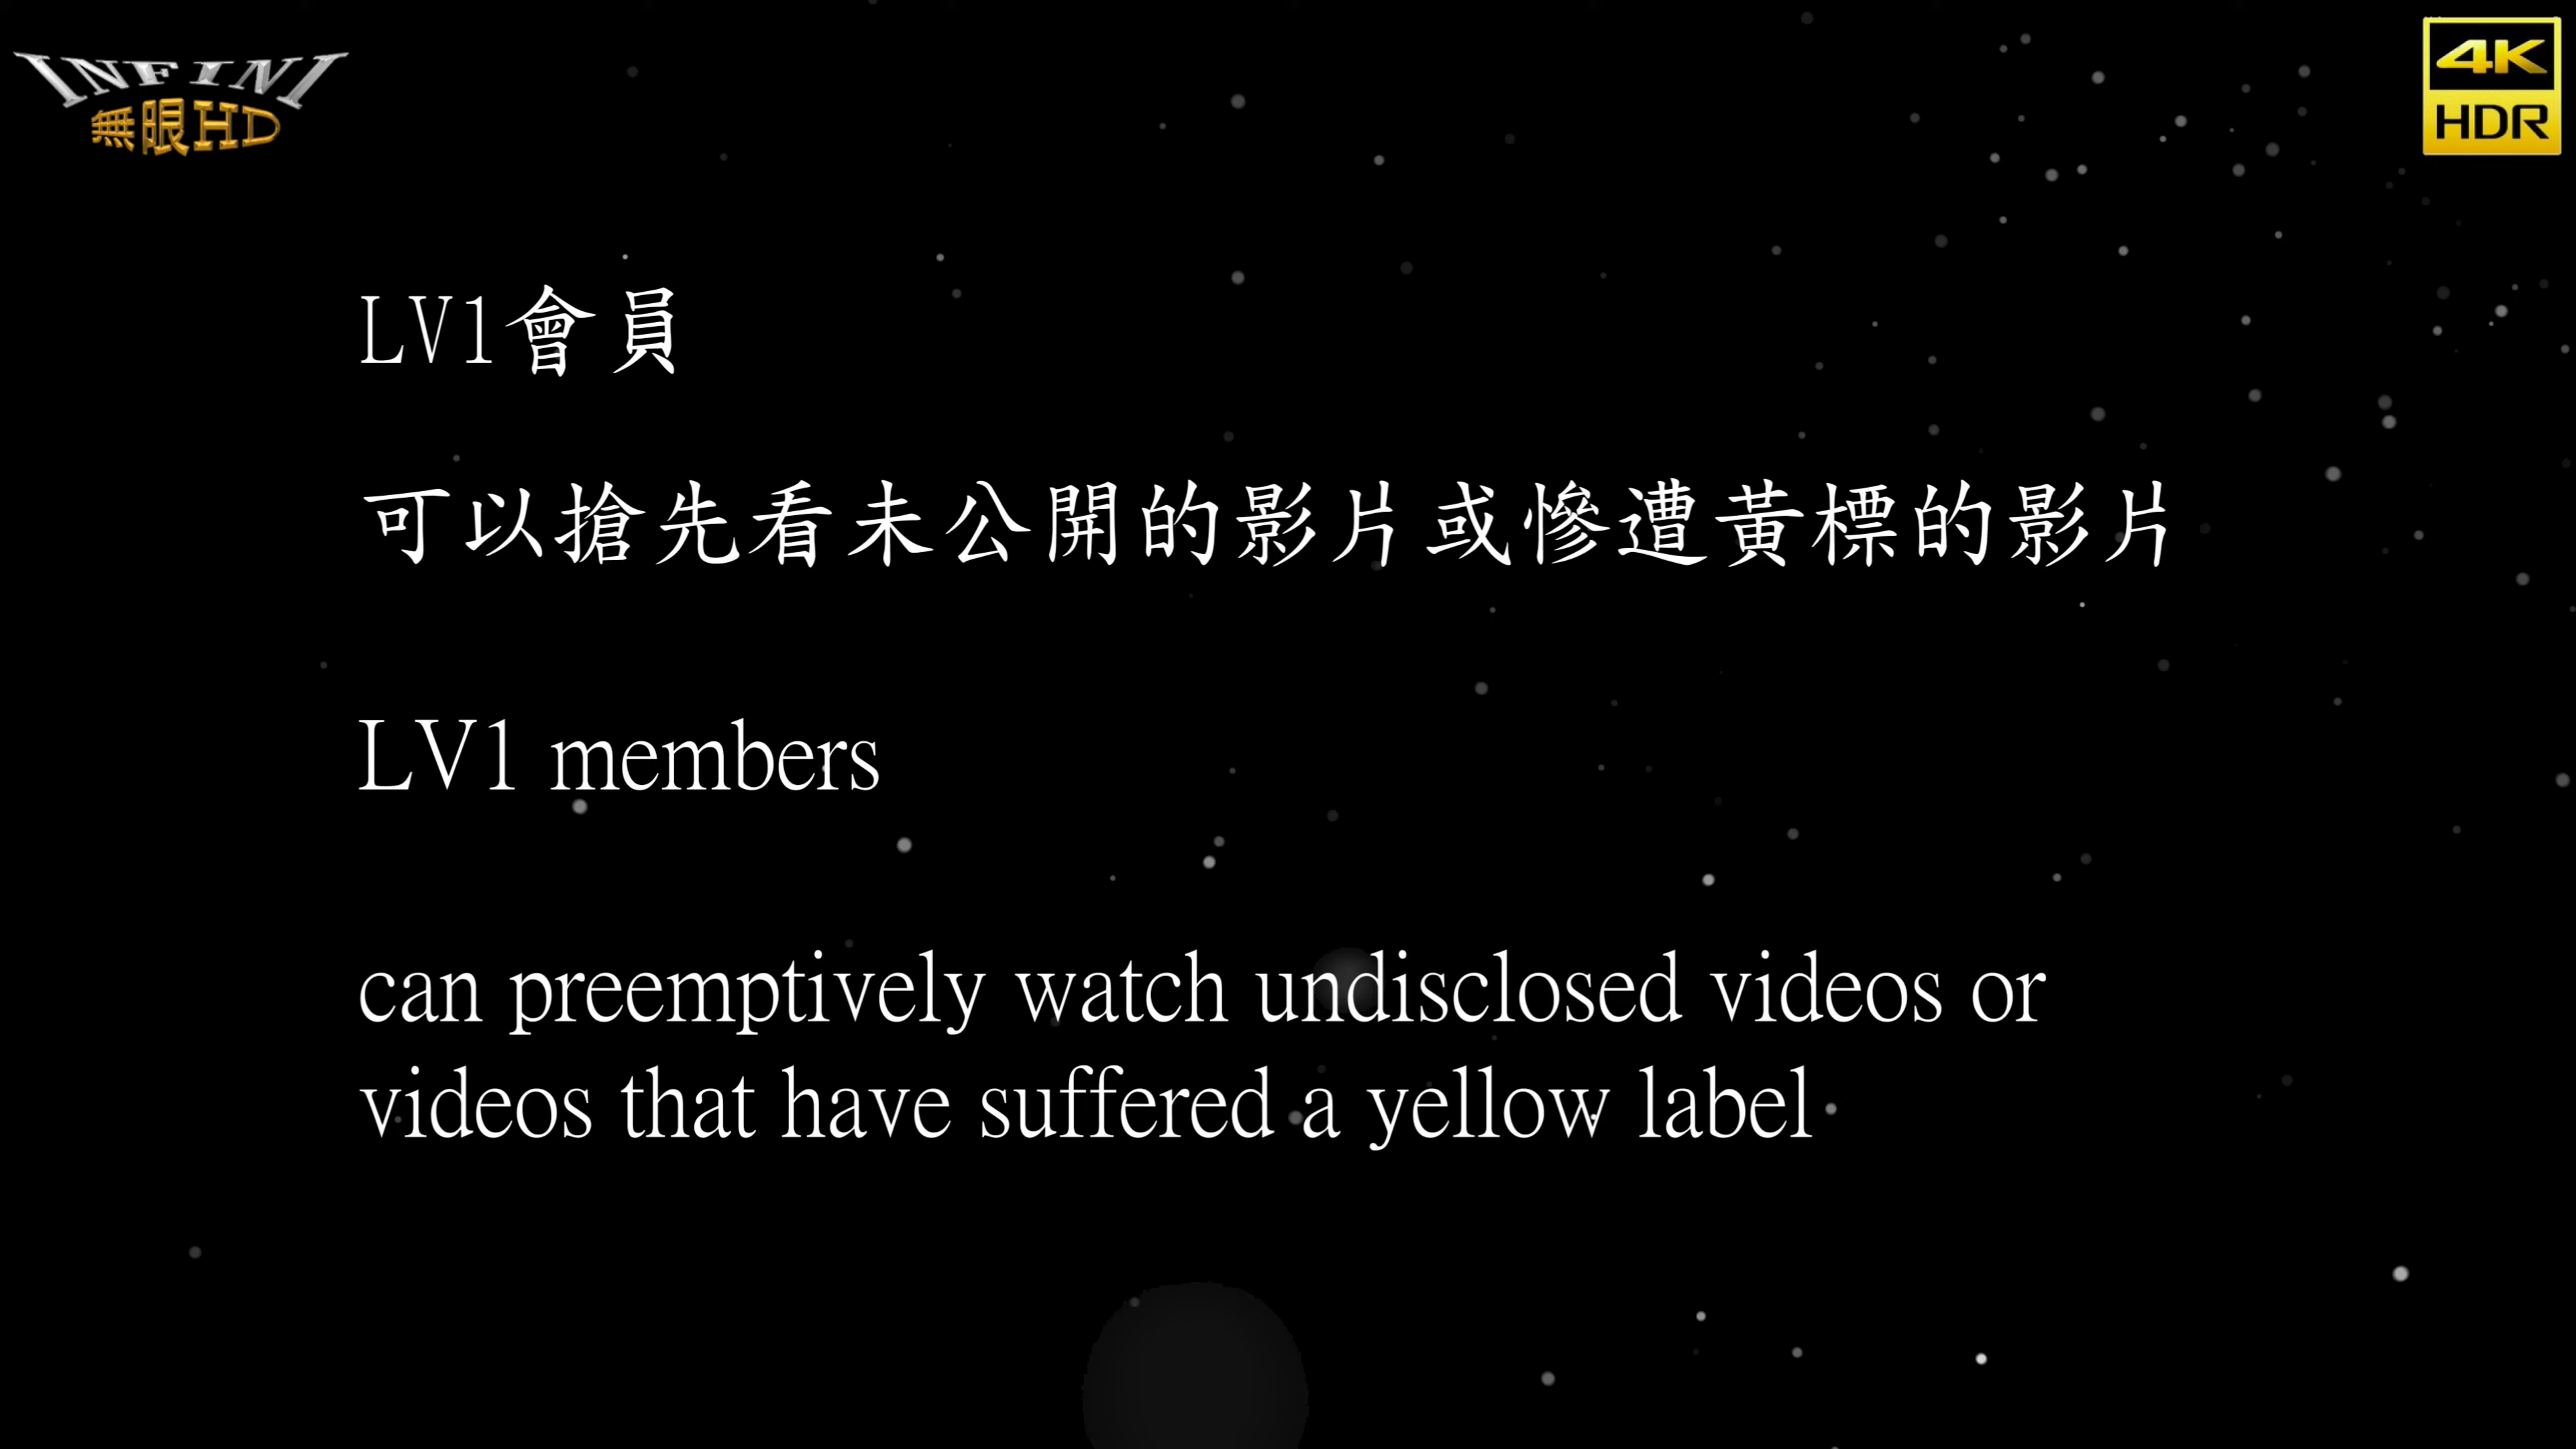 INFINI
無限HD
4K
HDR
LV1會員
可以搶先看未公開的影片或慘遭黃標的影片
LV1 members
can preemptively watch undisclosed videos or
videos that have suffered a yellow label